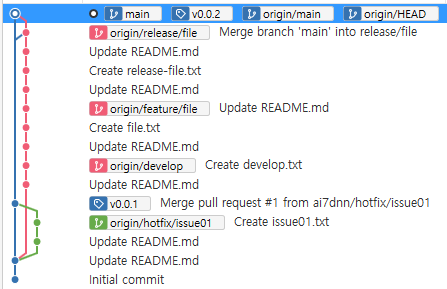 main v0.0.2 origin/main origin/HEAD
origin/release/file Merge branch 'main' into release/file
Update README.md
Create release-file.txt
Update README.md
origin/feature/file Update README.md
Create file.txt
Update README.md
origin/develop Create develop.txt
Update README.md
v0.0.1 Merge pull request #1 from ai7dnn/hotfix/issue01
origin/hotfix/issue01 Create issue01.txt
Update README.md
Update README.md
Initial commit